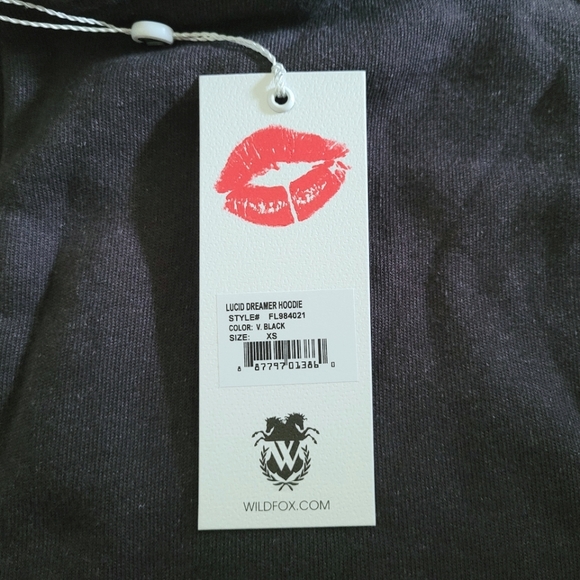 LUCID DREAMER HOODIE
STYLE# FL984021
COLOR: V. BLACK
SIZE: XS
8 87797 01386 0
W
WILDFOX.COM